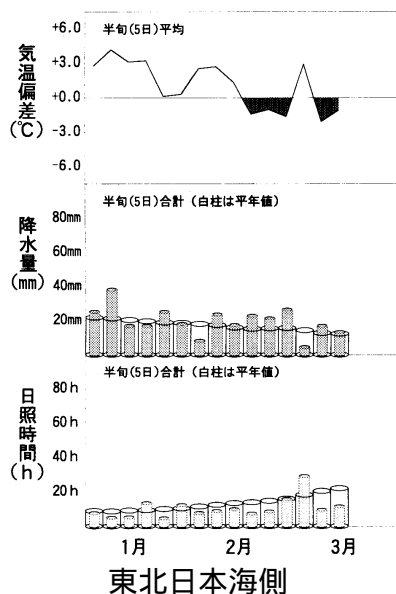 気温偏差
(℃)
半旬(5日)平均
+6.0
+3.0
+0.0
-3.0
-6.0
降水量
(mm)
半旬(5日)合計 (白柱は平年値)
80mm
60mm
40mm
20mm
日照時間
(h)
半旬(5日)合計 (白柱は平年値)
80h
60h
40h
20h
1月 2月 3月
東北日本海側